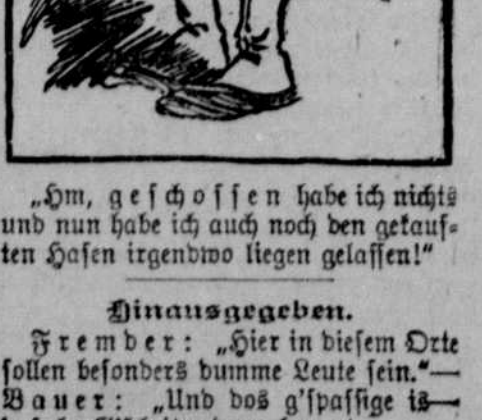 „Hm, geschossen habe ich nichts
und nun habe ich auch noch den gekauf=
ten Hasen irgendwo liegen gelassen!“
Hinausgegeben.
Fremder: „Hier in diesem Orte
sollen besonders dumme Leute sein.“—
Bauer: „Und dos g'spassige is—